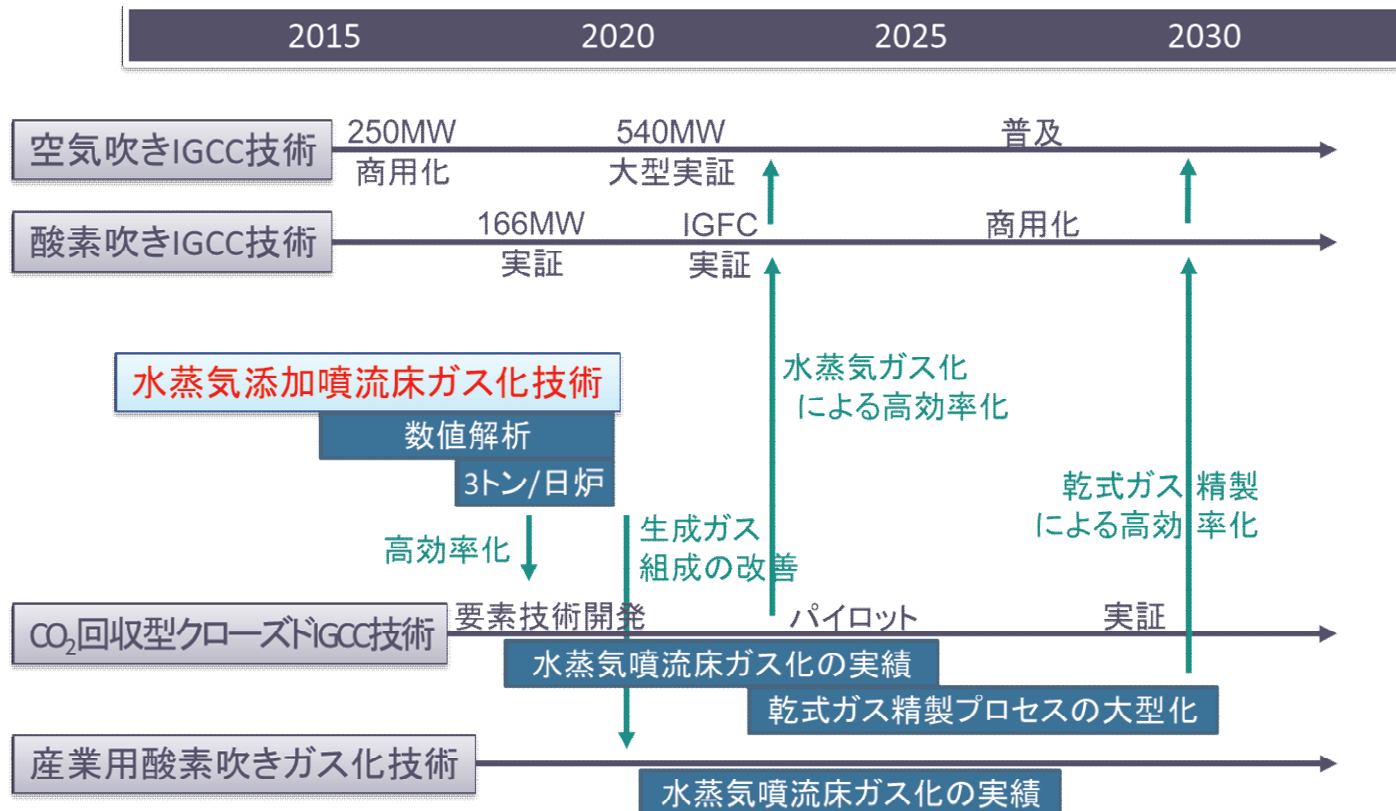 2015 2020 2025 2030
250MW 540MW 普及
空気吹きIGCC技術
商用化 大型実証
166MW IGFC 商用化
酸素吹きIGCC技術
実証 実証
水蒸気添加噴流床ガス化技術
数値解析
3トン/日炉
水蒸気ガス化
による高効率化
乾式ガス精製
による高効率化
高効率化
生成ガス
組成の改善
要素技術開発 パイロット 実証
CO₂回収型クローズドIGCC技術
水蒸気噴流床ガス化の実績
乾式ガス精製プロセスの大型化
産業用酸素吹きガス化技術
水蒸気噴流床ガス化の実績